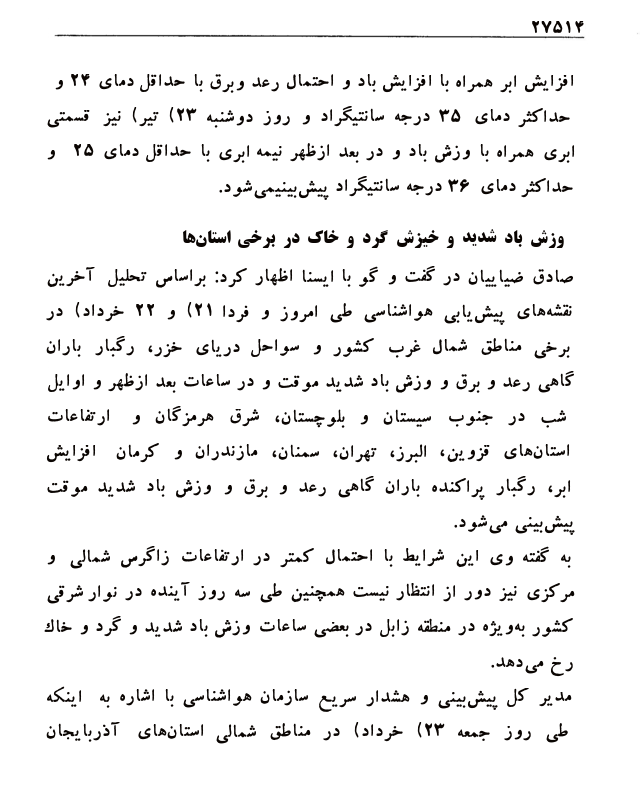 ۲۷۵۱۴
افزایش ابر همراه با افزایش باد و احتمال رعد وبرق با حداقل دمای ۲۴ و
حداکثر دمای ۳۵ درجه سانتیگراد و روز دوشنبه ۲۳) تیر) نیز قسمتی
ابری همراه با وزش باد و در بعد ازظهر نیمه ابری با حداقل دمای ۲۵ و
حداکثر دمای ۳۶ درجه سانتیگراد پیش‌بینیمی‌شود.
وزش باد شدید و خیزش گرد و خاک در برخی استان‌ها
صادق ضیاییان در گفت و گو با ایسنا اظهار کرد: براساس تحلیل آخرین
نقشه‌های پیش‌یابی هواشناسی طی امروز و فردا ۲۱) و ۲۲ خرداد) در
برخی مناطق شمال غرب کشور و سواحل دریای خزر، رگبار باران
گاهی رعد و برق و وزش باد شدید موقت و در ساعات بعد ازظهر و اوایل
شب در جنوب سیستان و بلوچستان، شرق هرمزگان و ارتفاعات
استان‌های قزوین، البرز، تهران، سمنان، مازندران و کرمان افزایش
ابر، رگبار پراکنده باران گاهی رعد و برق و وزش باد شدید موقت
پیش‌بینی می‌شود.
به گفته وی این شرایط با احتمال کمتر در ارتفاعات زاگرس شمالی و
مرکزی نیز دور از انتظار نیست همچنین طی سه روز آینده در نوار شرقی
کشور به‌ویژه در منطقه زابل در بعضی ساعات وزش باد شدید و گرد و خاک
رخ می‌دهد.
مدیر کل پیش‌بینی و هشدار سریع سازمان هواشناسی با اشاره به اینکه
طی روز جمعه ۲۳) خرداد) در مناطق شمالی استان‌های آذربایجان